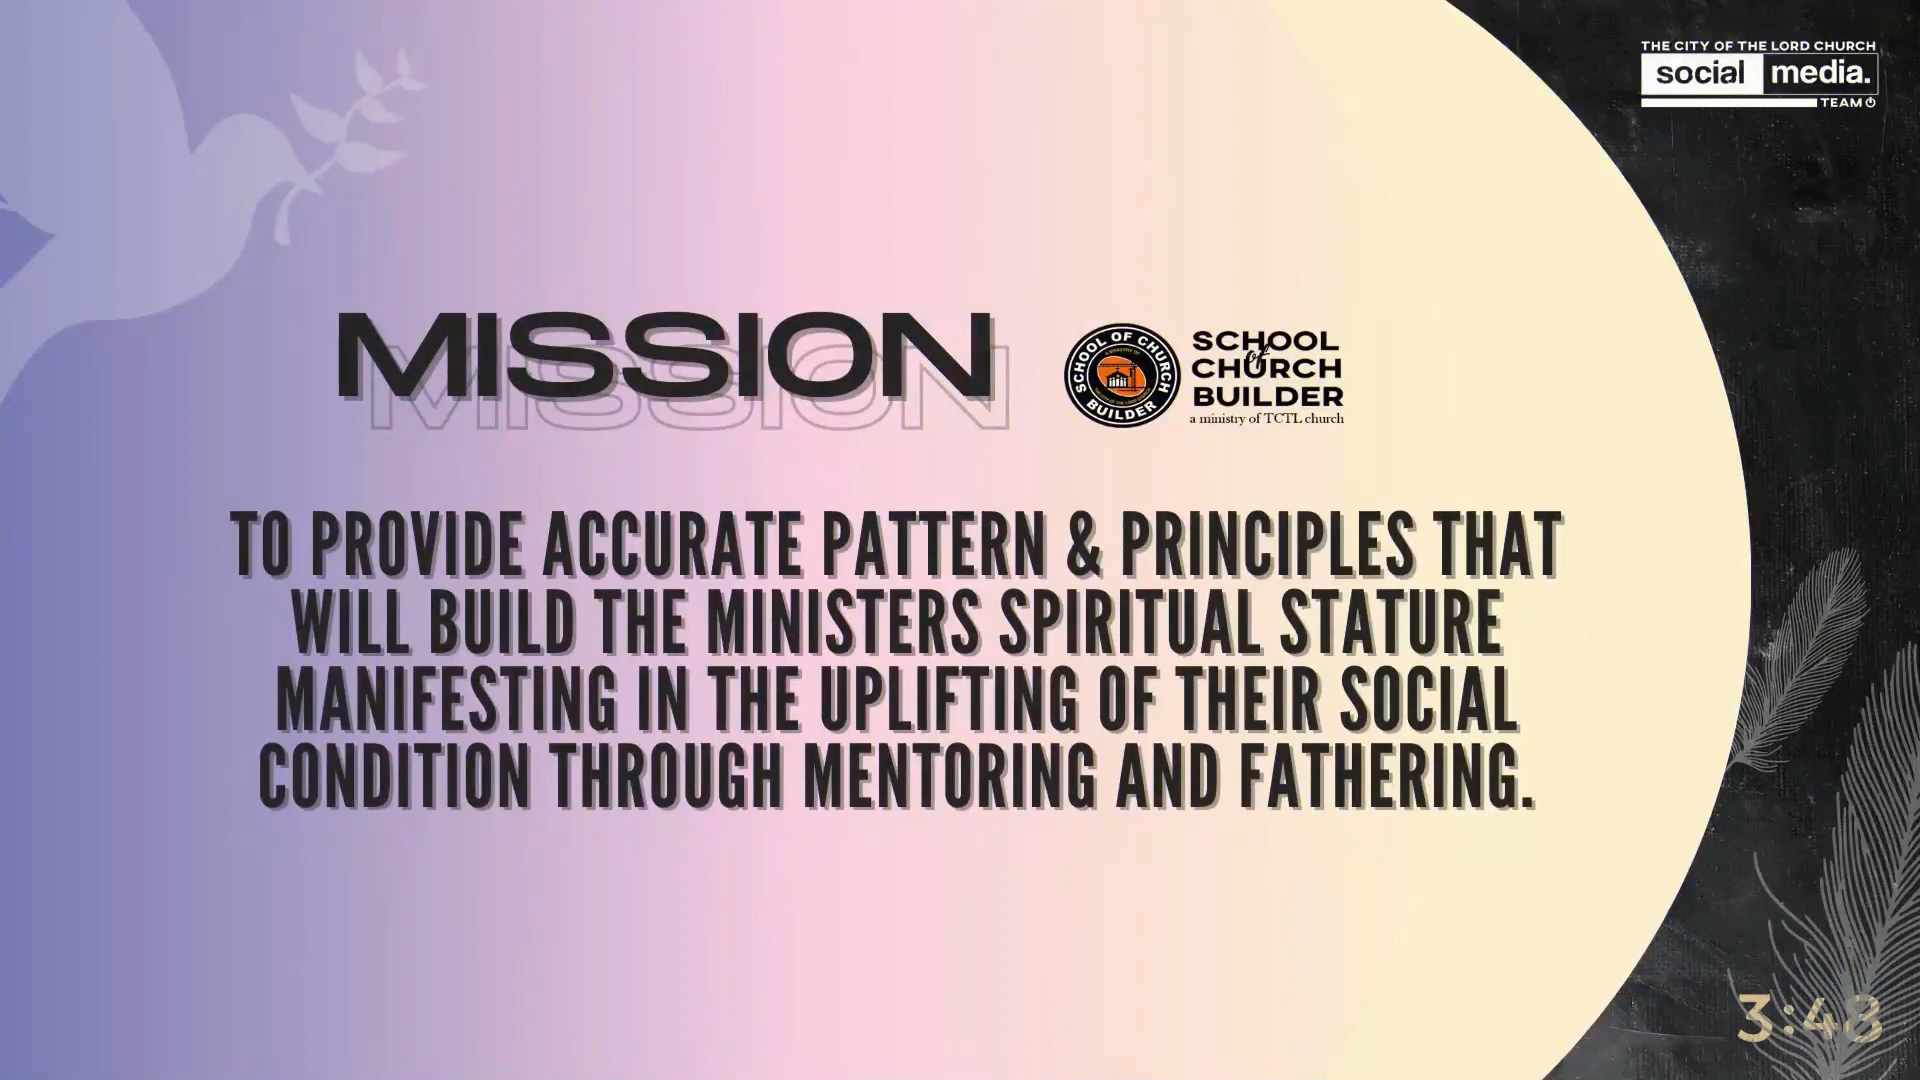 THE CITY OF THE LORD CHURCH
social media.
TEAM
MISSION
MISSION
SCHOOL OF CHURCH
BUILDER
SCHOOL
of
CHURCH
BUILDER
a ministry of TCTL church
TO PROVIDE ACCURATE PATTERN & PRINCIPLES THAT
WILL BUILD THE MINISTERS SPIRITUAL STATURE
MANIFESTING IN THE UPLIFTING OF THEIR SOCIAL
CONDITION THROUGH MENTORING AND FATHERING.
3:48